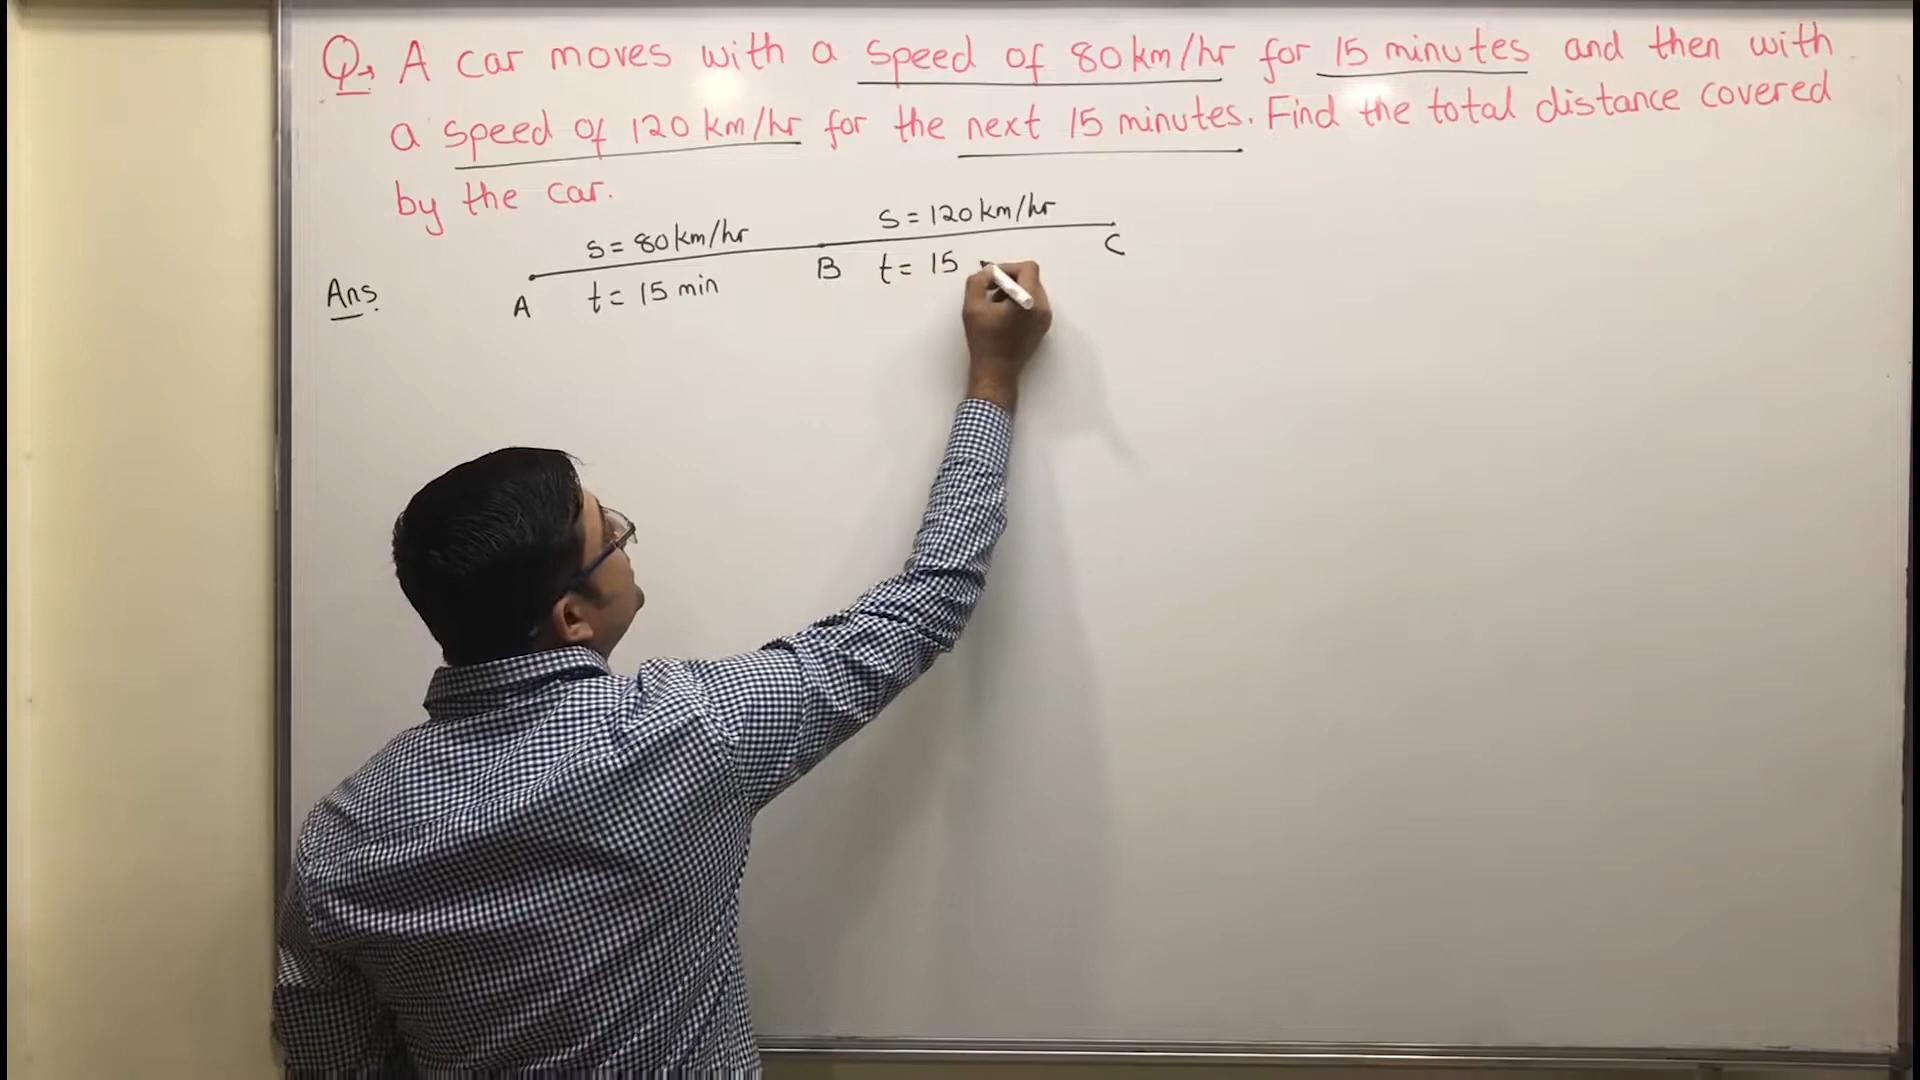 Q→ A car moves with a speed of 80 km/hr for 15 minutes and then with
a speed of 120 km/hr for the next 15 minutes. Find the total distance covered
by the car.
S = 80 km/hr
S = 120 km/hr
Ans
A
t = 15 min
B
t = 15
C